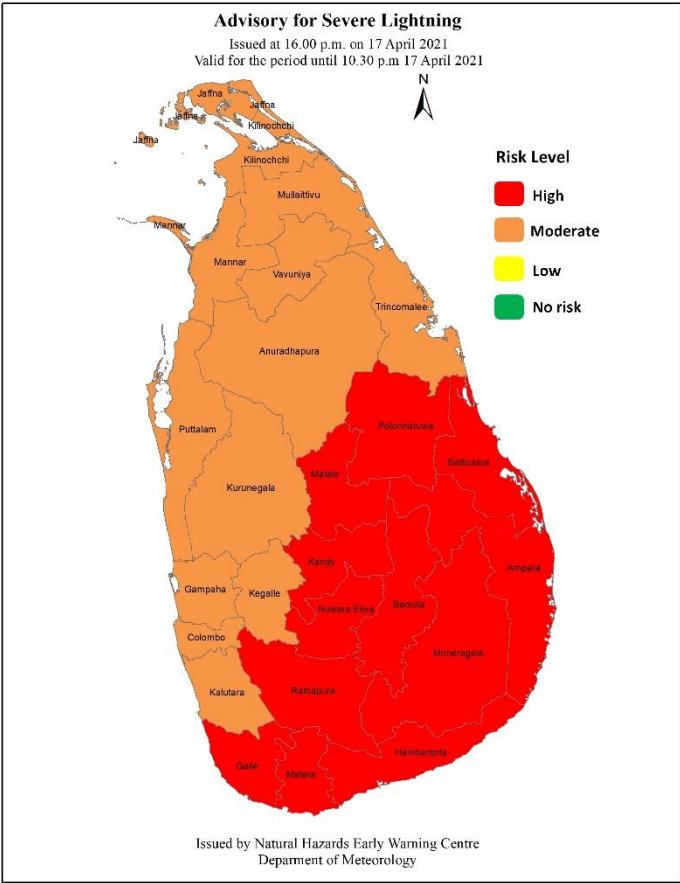 Advisory for Severe Lightning
Issued at 16.00 p.m. on 17 April 2021
Valid for the period until 10.30 p.m 17 April 2021
N
Jaffna
Jaffna
Jaffna
Kilinochchi
Jaffna
Kilinochchi
Risk Level
High
Mullaittivu
Mannar
Moderate
Mannar
Vavuniya
Low
Trincomalee
No risk
Anuradhapura
Puttalam
Polonnaruwa
Batticaloa
Matale
Kurunegala
Kandy
Ampara
Gampaha
Kegalle
Nuwara Eliya
Badulla
Colombo
Moneragala
Kalutara
Ratnapura
Hambantota
Galle
Matara
Issued by Natural Hazards Early Warning Centre
Deparment of Meteorology